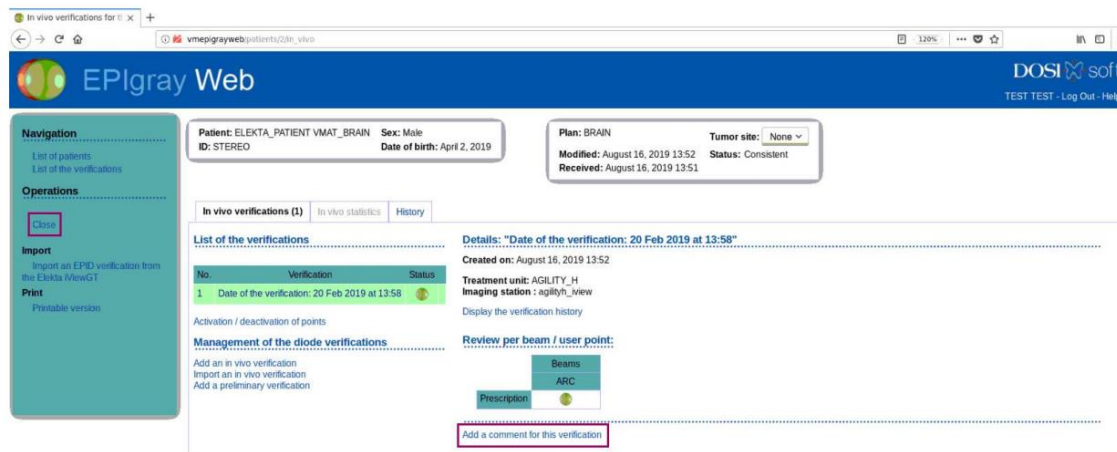 In vivo verifications for t
vmepigrayweb/patients/2/in_vivo
120%
EPIgray Web
DOSIsoft
TEST TEST - Log Out - Help
Navigation
List of patients
List of the verifications
Operations
Close
Import
Import an EPID verification from
the Elekta iViewGT
Print
Printable version
Patient: ELEKTA_PATIENT VMAT_BRAIN Sex: Male
ID: STEREO Date of birth: April 2, 2019
Plan: BRAIN Tumor site: None
Modified: August 16, 2019 13:52 Status: Consistent
Received: August 16, 2019 13:51
In vivo verifications (1) In vivo statistics History
List of the verifications
No. Verification Status
1 Date of the verification: 20 Feb 2019 at 13:58
Activation / deactivation of points
Management of the diode verifications
Add an in vivo verification
Import an in vivo verification
Add a preliminary verification
Details: "Date of the verification: 20 Feb 2019 at 13:58"
Created on: August 16, 2019 13:52
Treatment unit: AGILITY_H
Imaging station : agilityh_iview
Display the verification history
Review per beam / user point:
Beams
ARC
Prescription
Add a comment for this verification